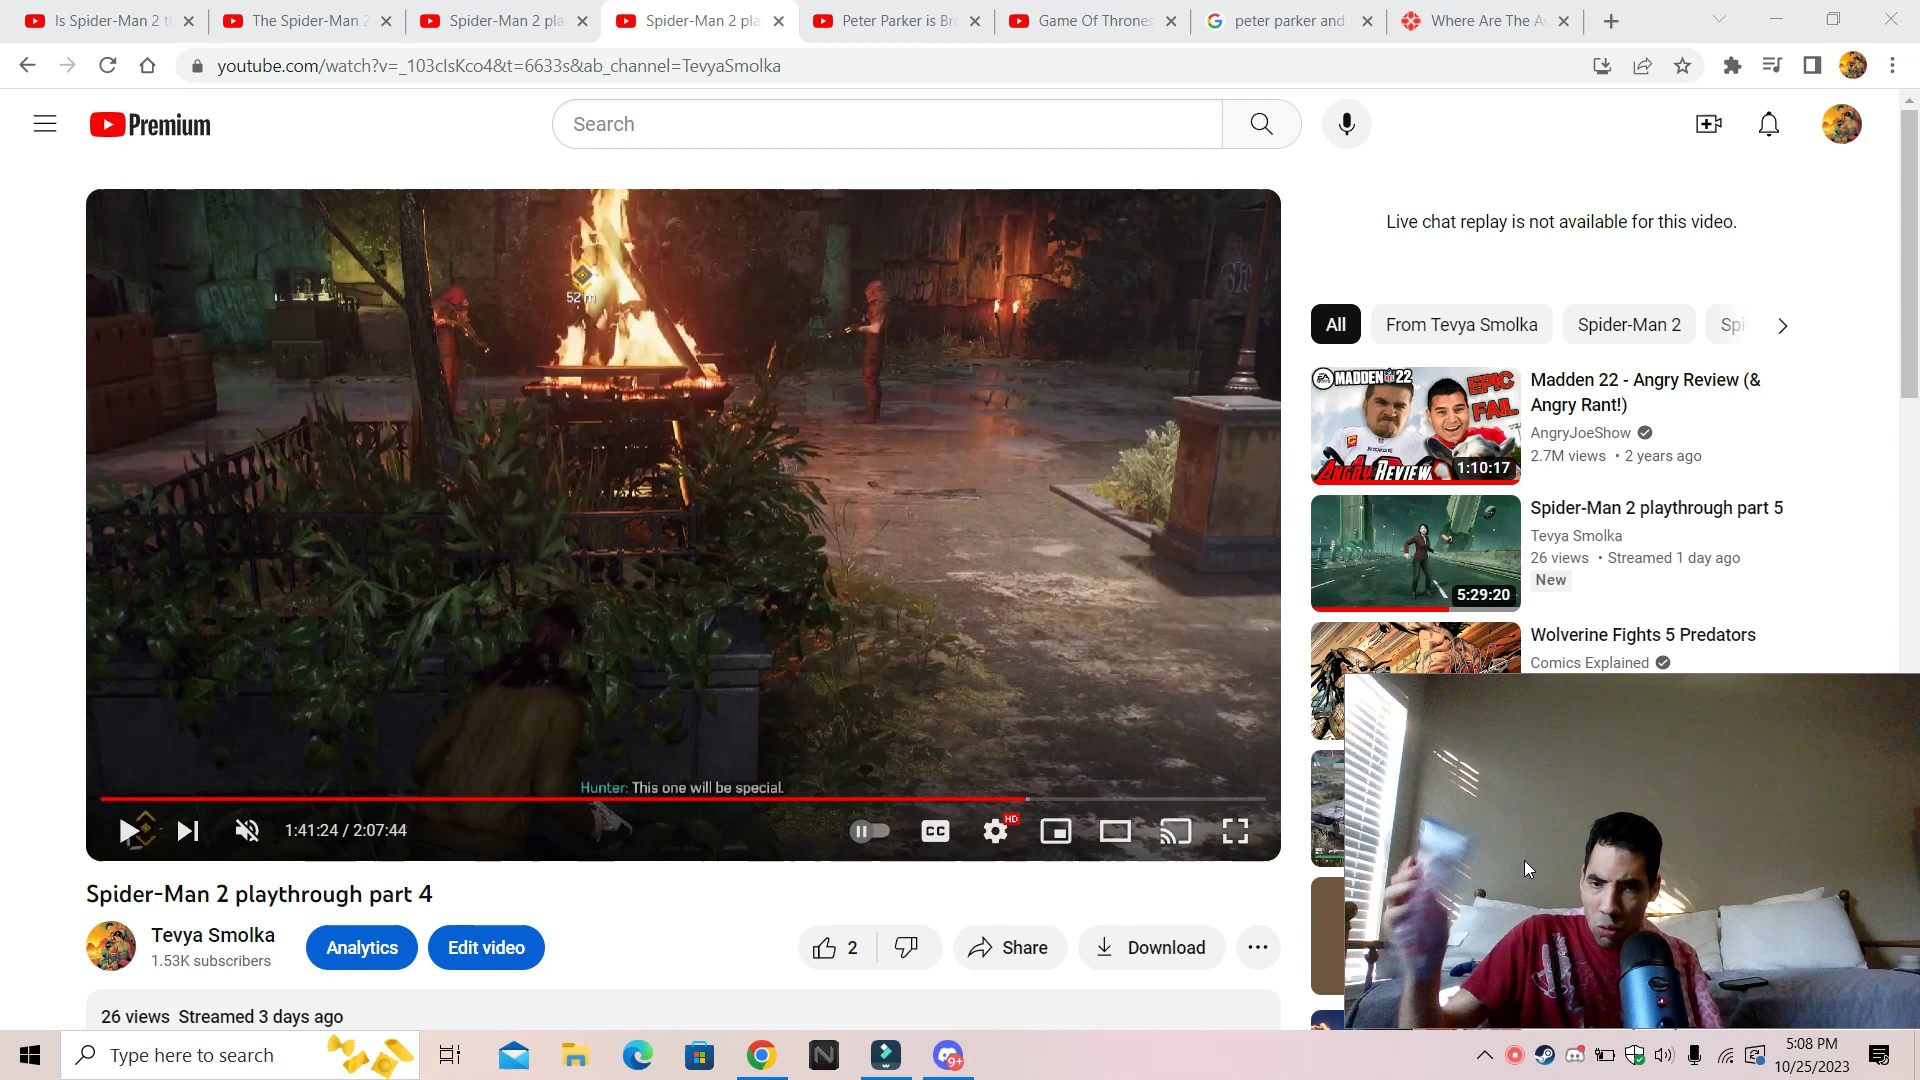 Is Spider-Man 2 t
The Spider-Man 2
Spider-Man 2 pla
Spider-Man 2 pla
Peter Parker is Br
Game Of Thrones
peter parker and
Where Are The A
youtube.com/watch?v=_103cIsKco4&t=6633s&ab_channel=TevyaSmolka
Premium
Search
Live chat replay is not available for this video.
All
From Tevya Smolka
Spider-Man 2
Spi
52 m
MADDEN NFL 22
EPIC FAIL
ANGRY REVIEW
1:10:17
Madden 22 - Angry Review (&
Angry Rant!)
AngryJoeShow
2.7M views • 2 years ago
5:29:20
Spider-Man 2 playthrough part 5
Tevya Smolka
26 views • Streamed 1 day ago
New
Wolverine Fights 5 Predators
Comics Explained
Hunter: This one will be special.
1:41:24 / 2:07:44
CC
HD
Spider-Man 2 playthrough part 4
Tevya Smolka
1.53K subscribers
Analytics
Edit video
2
Share
Download
26 views Streamed 3 days ago
Type here to search
9+
5:08 PM
10/25/2023